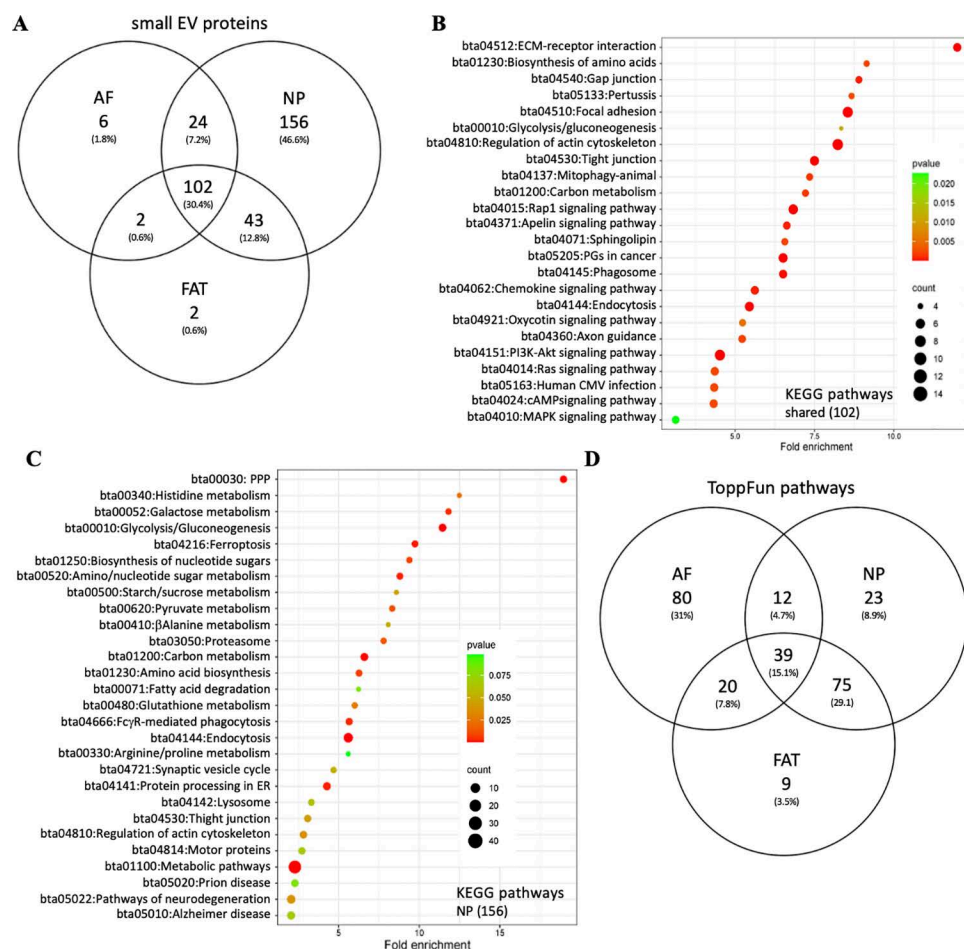 A
small EV proteins
AF
6
(1.8%)
24
(7.2%)
NP
156
(46.6%)
102
(30.4%)
2
(0.6%)
43
(12.8%)
FAT
2
(0.6%)
B
bta04512:ECM-receptor interaction
bta01230:Biosynthesis of amino acids
bta04540:Gap junction
bta05133:Pertussis
bta04510:Focal adhesion
bta00010:Glycolysis/gluconeogenesis
bta04810:Regulation of actin cytoskeleton
bta04530:Tight junction
bta04137:Mitophagy-animal
bta01200:Carbon metabolism
bta04015:Rap1 signaling pathway
bta04371:Apelin signaling pathway
bta04071:Sphingolipin
bta05205:PGs in cancer
bta04145:Phagosome
bta04062:Chemokine signaling pathway
bta04144:Endocytosis
bta04921:Oxycotin signaling pathway
bta04360:Axon guidance
bta04151:PI3K-Akt signaling pathway
bta04014:Ras signaling pathway
bta05163:Human CMV infection
bta04024:cAMPsignaling pathway
bta04010:MAPK signaling pathway
pvalue
0.020
0.015
0.010
0.005
count
4
6
8
10
12
14
KEGG pathways
shared (102)
5.0
7.5
10.0
Fold enrichment
C
bta00030: PPP
bta00340:Histidine metabolism
bta00052:Galactose metabolism
bta00010:Glycolysis/Gluconeogenesis
bta04216:Ferroptosis
bta01250:Biosynthesis of nucleotide sugars
bta00520:Amino/nucleotide sugar metabolism
bta00500:Starch/sucrose metabolism
bta00620:Pyruvate metabolism
bta00410:βAlanine metabolism
bta03050:Proteasome
bta01200:Carbon metabolism
bta01230:Amino acid biosynthesis
bta00071:Fatty acid degradation
bta00480:Glutathione metabolism
bta04666:FcγR-mediated phagocytosis
bta04144:Endocytosis
bta00330:Arginine/proline metabolism
bta04721:Synaptic vesicle cycle
bta04141:Protein processing in ER
bta04142:Lysosome
bta04530:Thight junction
bta04810:Regulation of actin cytoskeleton
bta04814:Motor proteins
bta01100:Metabolic pathways
bta05020:Prion disease
bta05022:Pathways of neurodegeneration
bta05010:Alzheimer disease
pvalue
0.075
0.050
0.025
count
10
20
30
40
KEGG pathways
NP (156)
5
10
15
Fold enrichment
D
ToppFun pathways
AF
80
(31%)
12
(4.7%)
NP
23
(8.9%)
39
(15.1%)
20
(7.8%)
75
(29.1)
FAT
9
(3.5%)